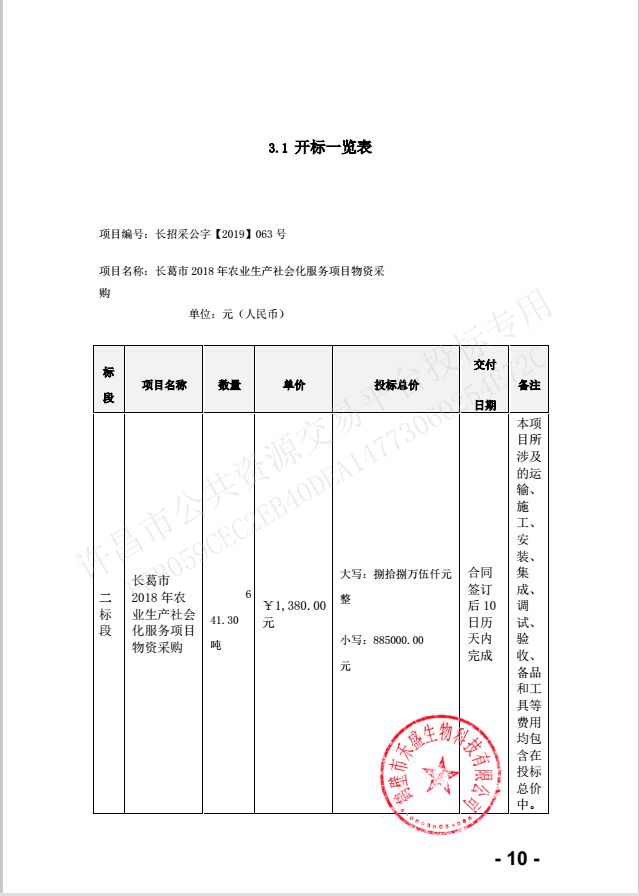 3.1 开标一览表
项目编号：长招采公字【2019】063 号
项目名称：长葛市 2018 年农业生产社会化服务项目物资采
购
单位：元（人民币）
标
段
项目名称
数量
单价
投标总价
交付
日期
备注
二
标
段
长葛市
2018 年农
业生产社会
化服务项目
物资采购
6
41.30
吨
￥1,380.00
元
大写：捌拾捌万伍仟元
整
小写：885000.00
元
合同
签订
后 10
日历
天内
完成
本项
目所
涉及
的运
输、
施
工、
安
装、
集
成、
调
试、
验
收、
备品
和工
具等
费用
均包
含在
投标
总价
中。
许昌市公共资源交易平台投标专用
鹤壁市禾盛生物科技有限公司
- 10 -